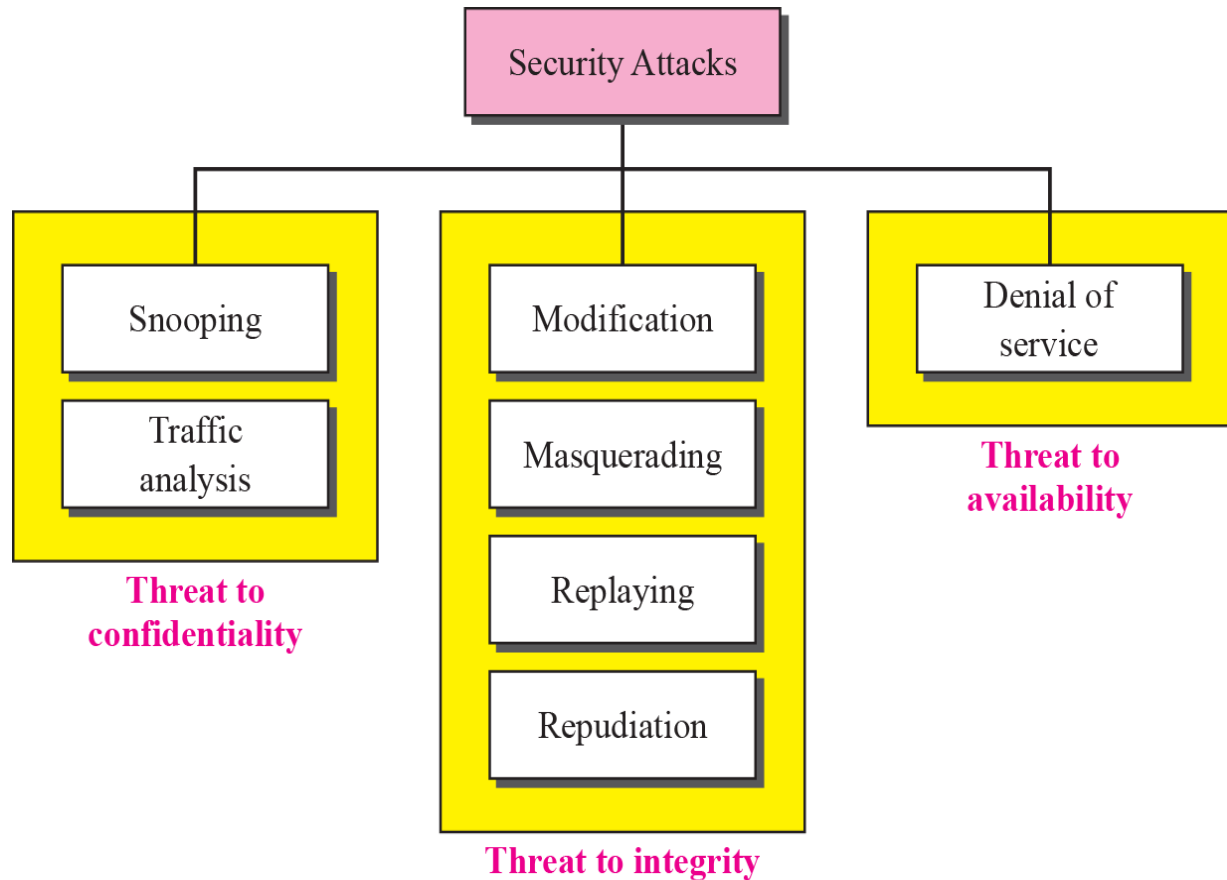 Security Attacks
Snooping
Traffic
analysis
Threat to
confidentiality
Modification
Masquerading
Replaying
Repudiation
Threat to integrity
Denial of
service
Threat to
availability